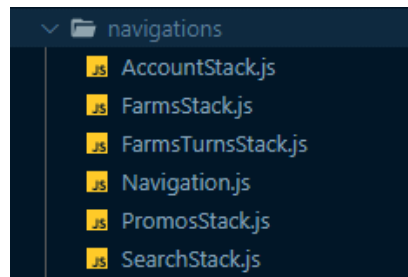 navigations
JS AccountStack.js
JS FarmsStack.js
JS FarmsTurnsStack.js
JS Navigation.js
JS PromosStack.js
JS SearchStack.js